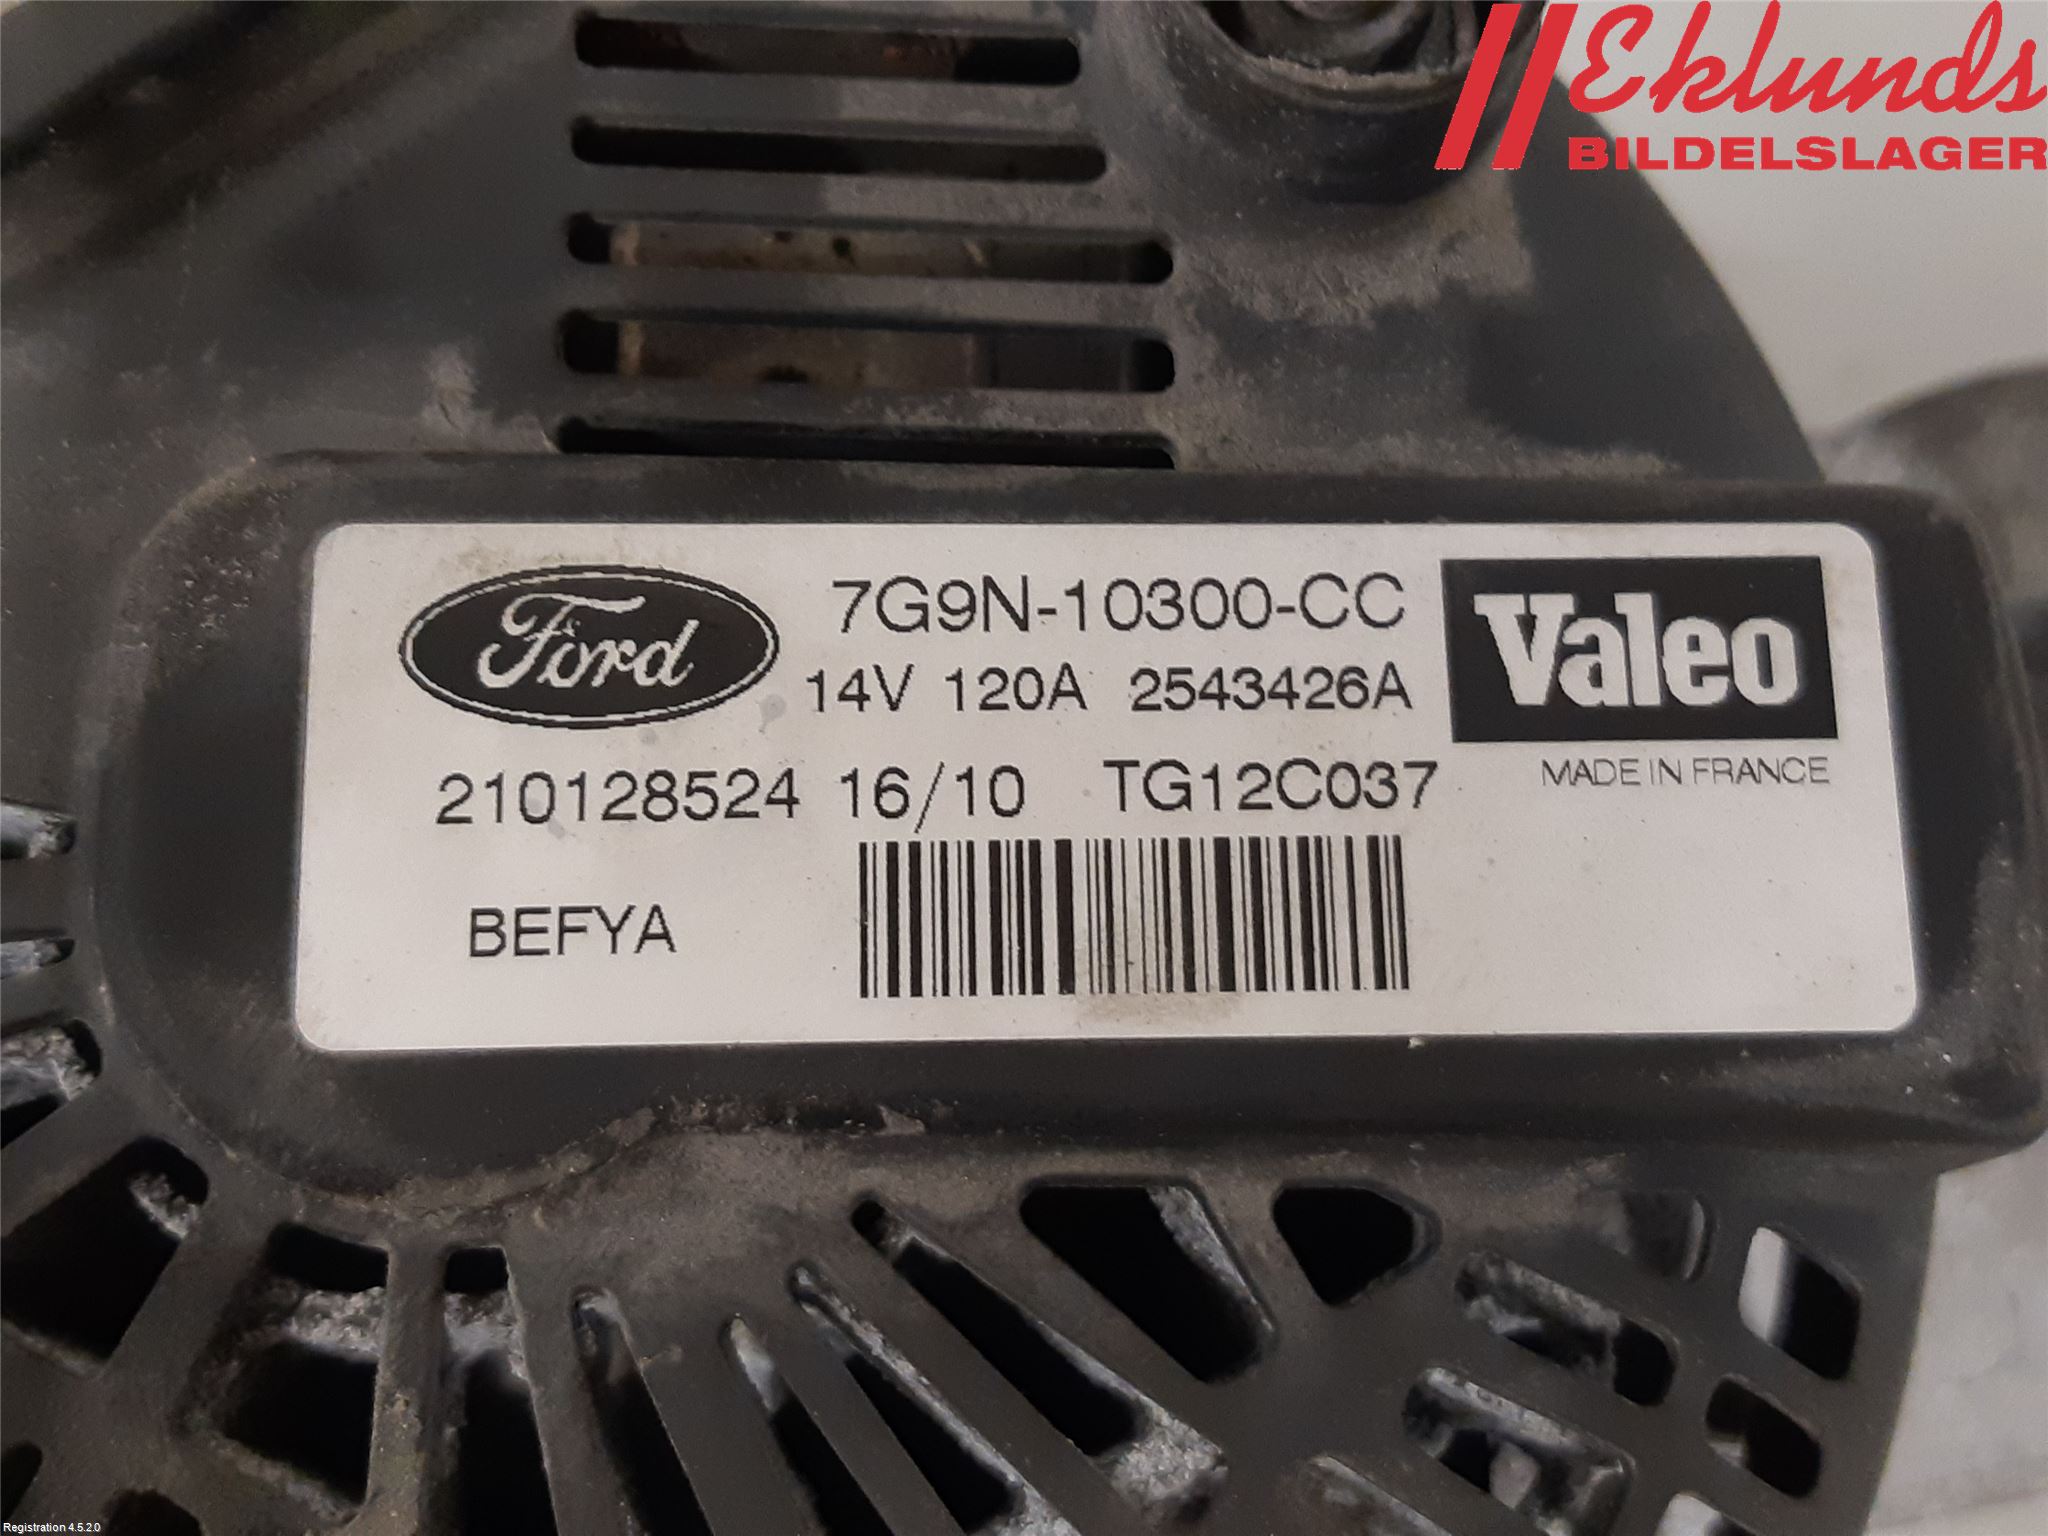 Eklunds
BILDELSLAGER
Ford
7G9N-10300-CC
Valeo
14V 120A 2543426A
MADE IN FRANCE
210128524 16/10 TG12C037
BEFYA
Registration 4.5.2.0